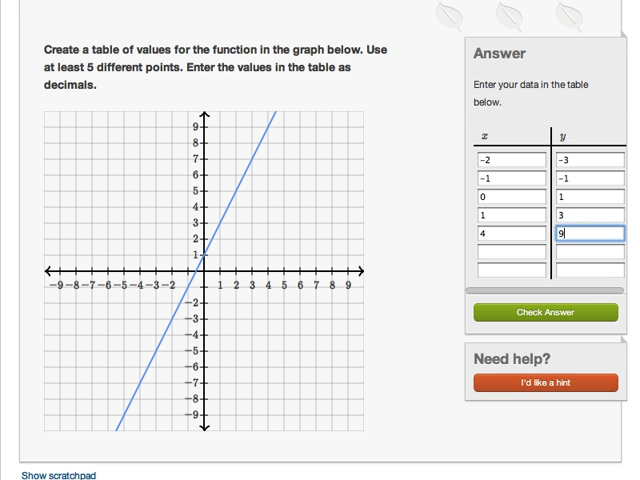 Create a table of values for the function in the graph below. Use
at least 5 different points. Enter the values in the table as
decimals.
9
8
7
6
5
4
3
2
1
−9 −8 −7 −6 −5 −4 −3 −2 1 2 3 4 5 6 7 8 9
−2
−3
−4
−5
−6
−7
−8
−9
Answer
Enter your data in the table
below.
x y
-2 -3
-1 -1
0 1
1 3
4 9
Check Answer
Need help?
I'd like a hint
Show scratchpad